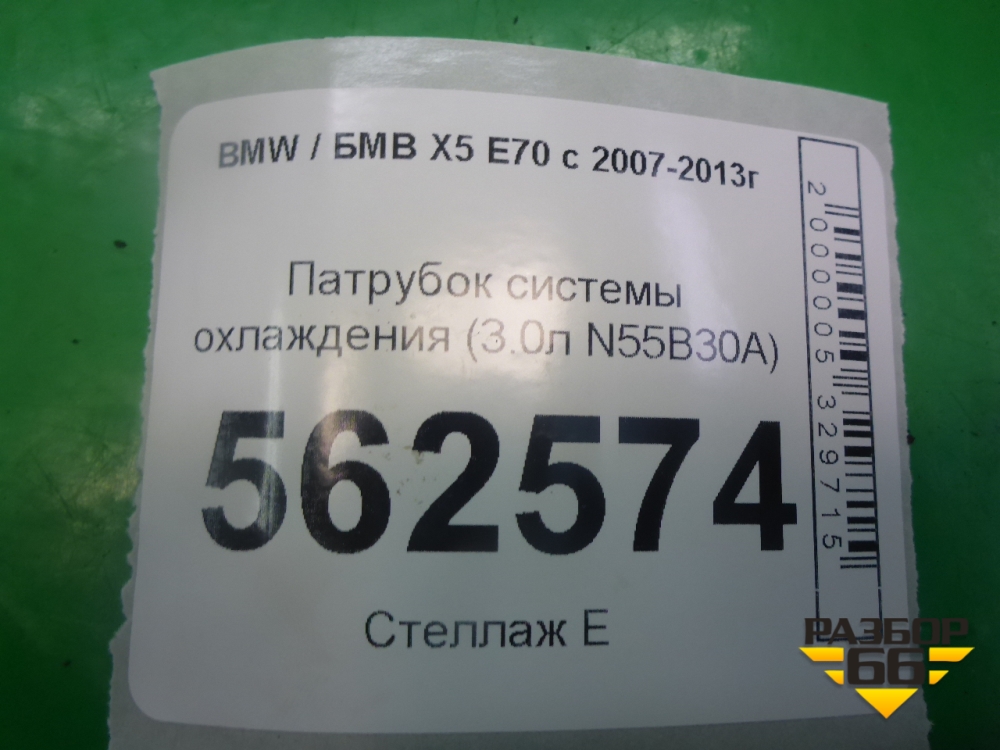 BMW / БМВ X5 E70 с 2007-2013г
Патрубок системы
охлаждения (3.0л N55B30A)
562574
Стеллаж Е
2000005329715
РАЗБОР
66